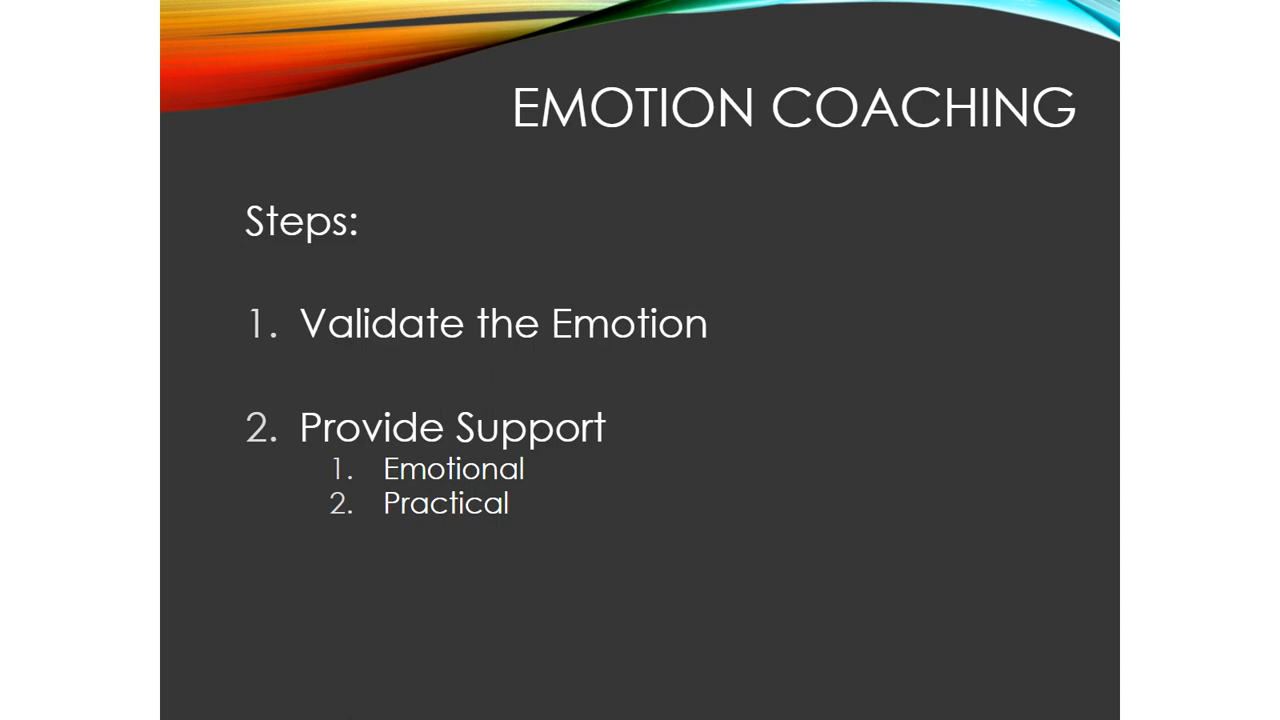 EMOTION COACHING
Steps:
1. Validate the Emotion
2. Provide Support
1. Emotional
2. Practical